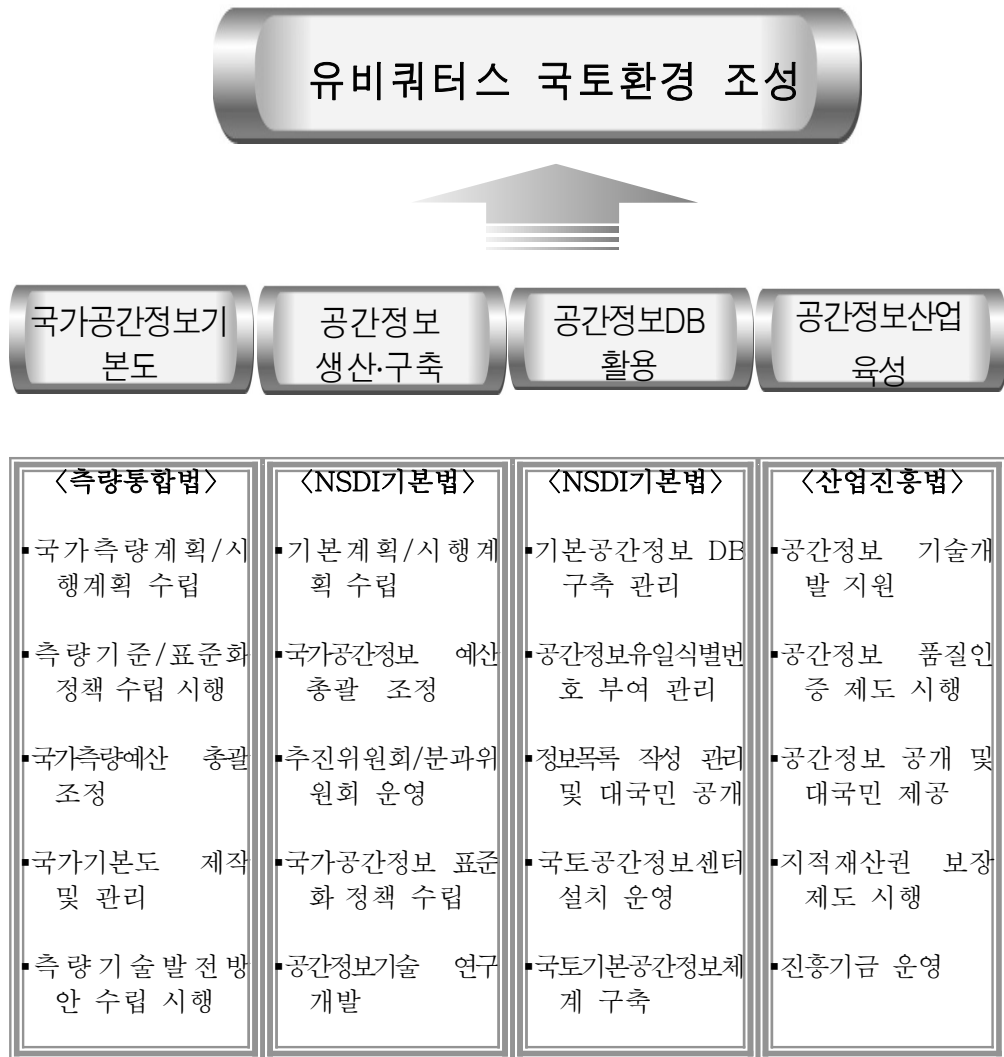 유비쿼터스 국토환경 조성
국가공간정보기
본도
공간정보
생산·구축
공간정보DB
활용
공간정보산업
육성
〈측량통합법〉
▪국가측량계획/시
행계획 수립
▪측량기준/표준화
정책 수립 시행
▪국가측량예산 총괄
조정
▪국가기본도 제작
및 관리
▪측량기술발전방
안 수립 시행
〈NSDI기본법〉
▪기본계획/시행계
획 수립
▪국가공간정보 예산
총괄 조정
▪추진위원회/분과위
원회 운영
▪국가공간정보 표준
화 정책 수립
▪공간정보기술 연구
개발
〈NSDI기본법〉
▪기본공간정보 DB
구축 관리
▪공간정보유일식별번
호 부여 관리
▪정보목록 작성 관리
및 대국민 공개
▪국토공간정보센터
설치 운영
▪국토기본공간정보체
계 구축
〈산업진흥법〉
▪공간정보 기술개
발 지원
▪공간정보 품질인
증 제도 시행
▪공간정보 공개 및
대국민 제공
▪지적재산권 보장
제도 시행
▪진흥기금 운영